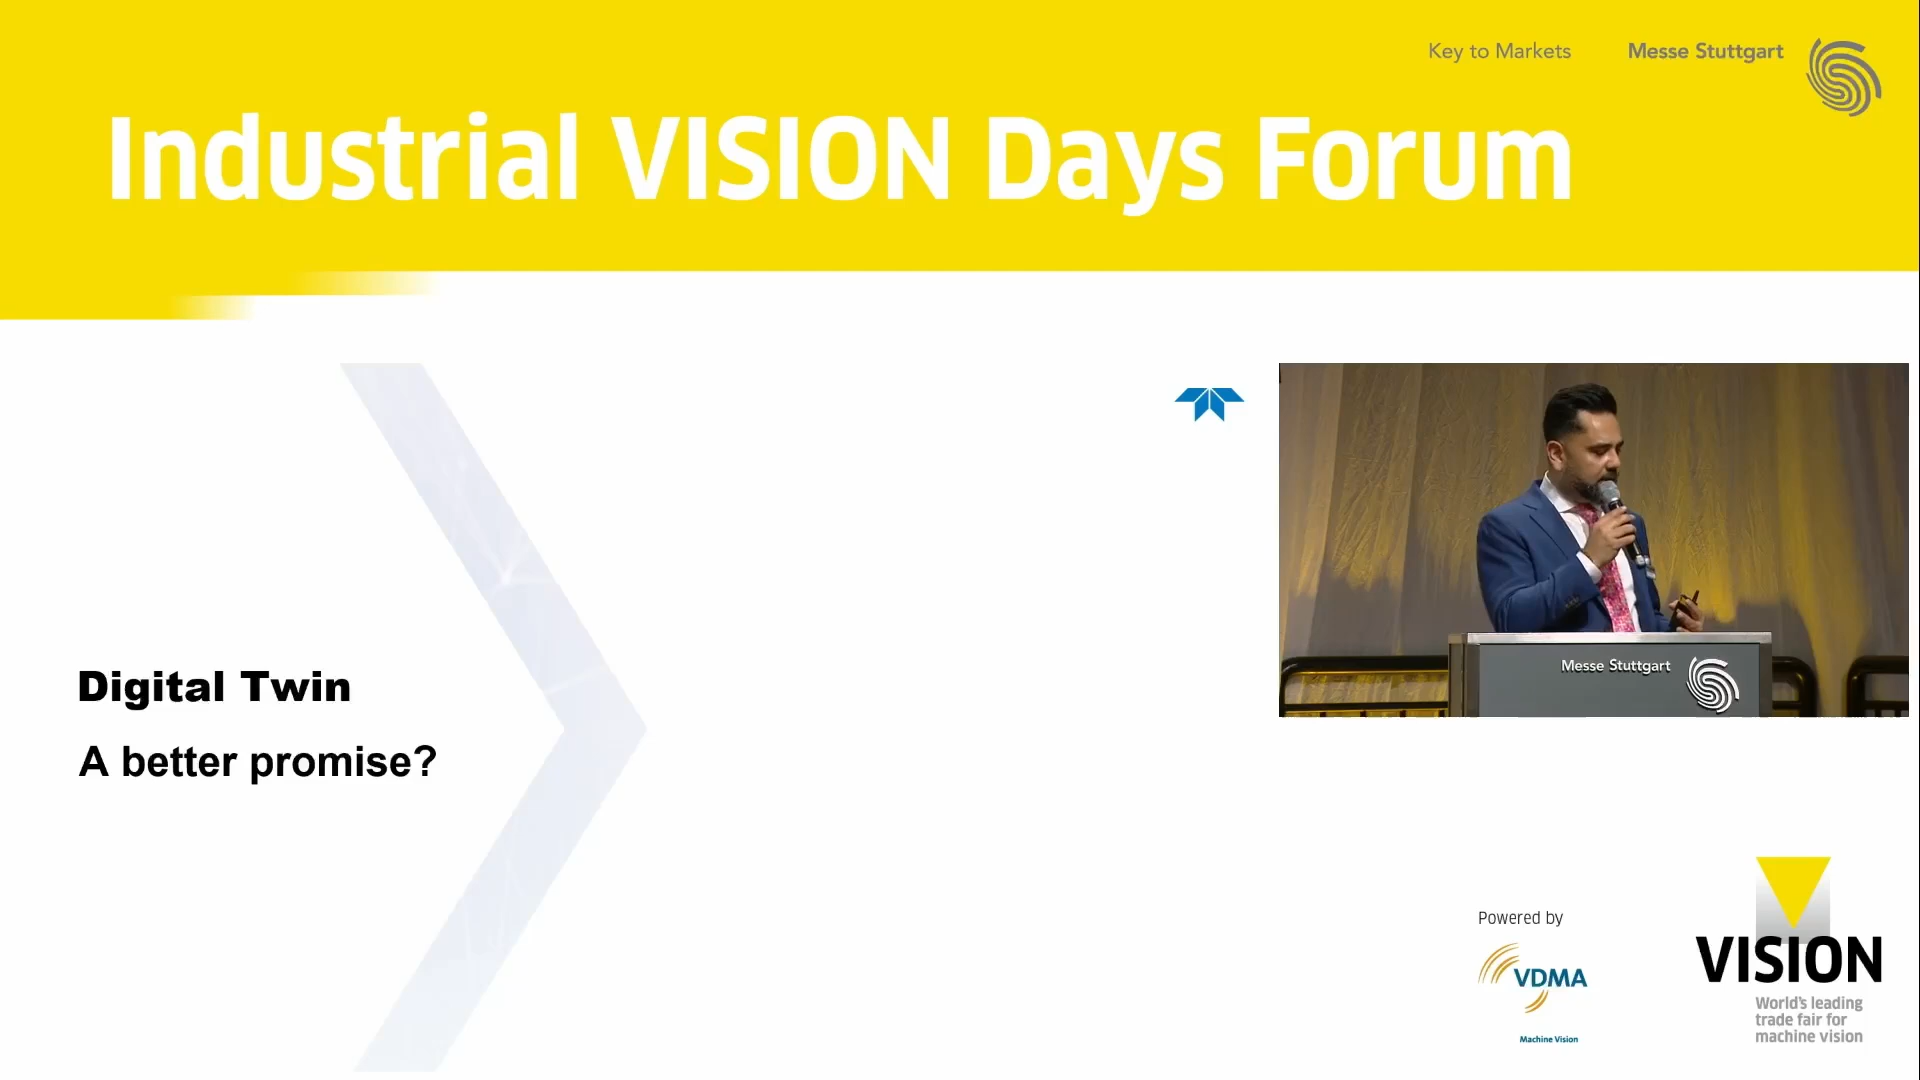 Key to Markets
Messe Stuttgart
Industrial VISION Days Forum
Digital Twin
A better promise?
Messe Stuttgart
Powered by
VDMA
Machine Vision
VISION
World's leading
trade fair for
machine vision